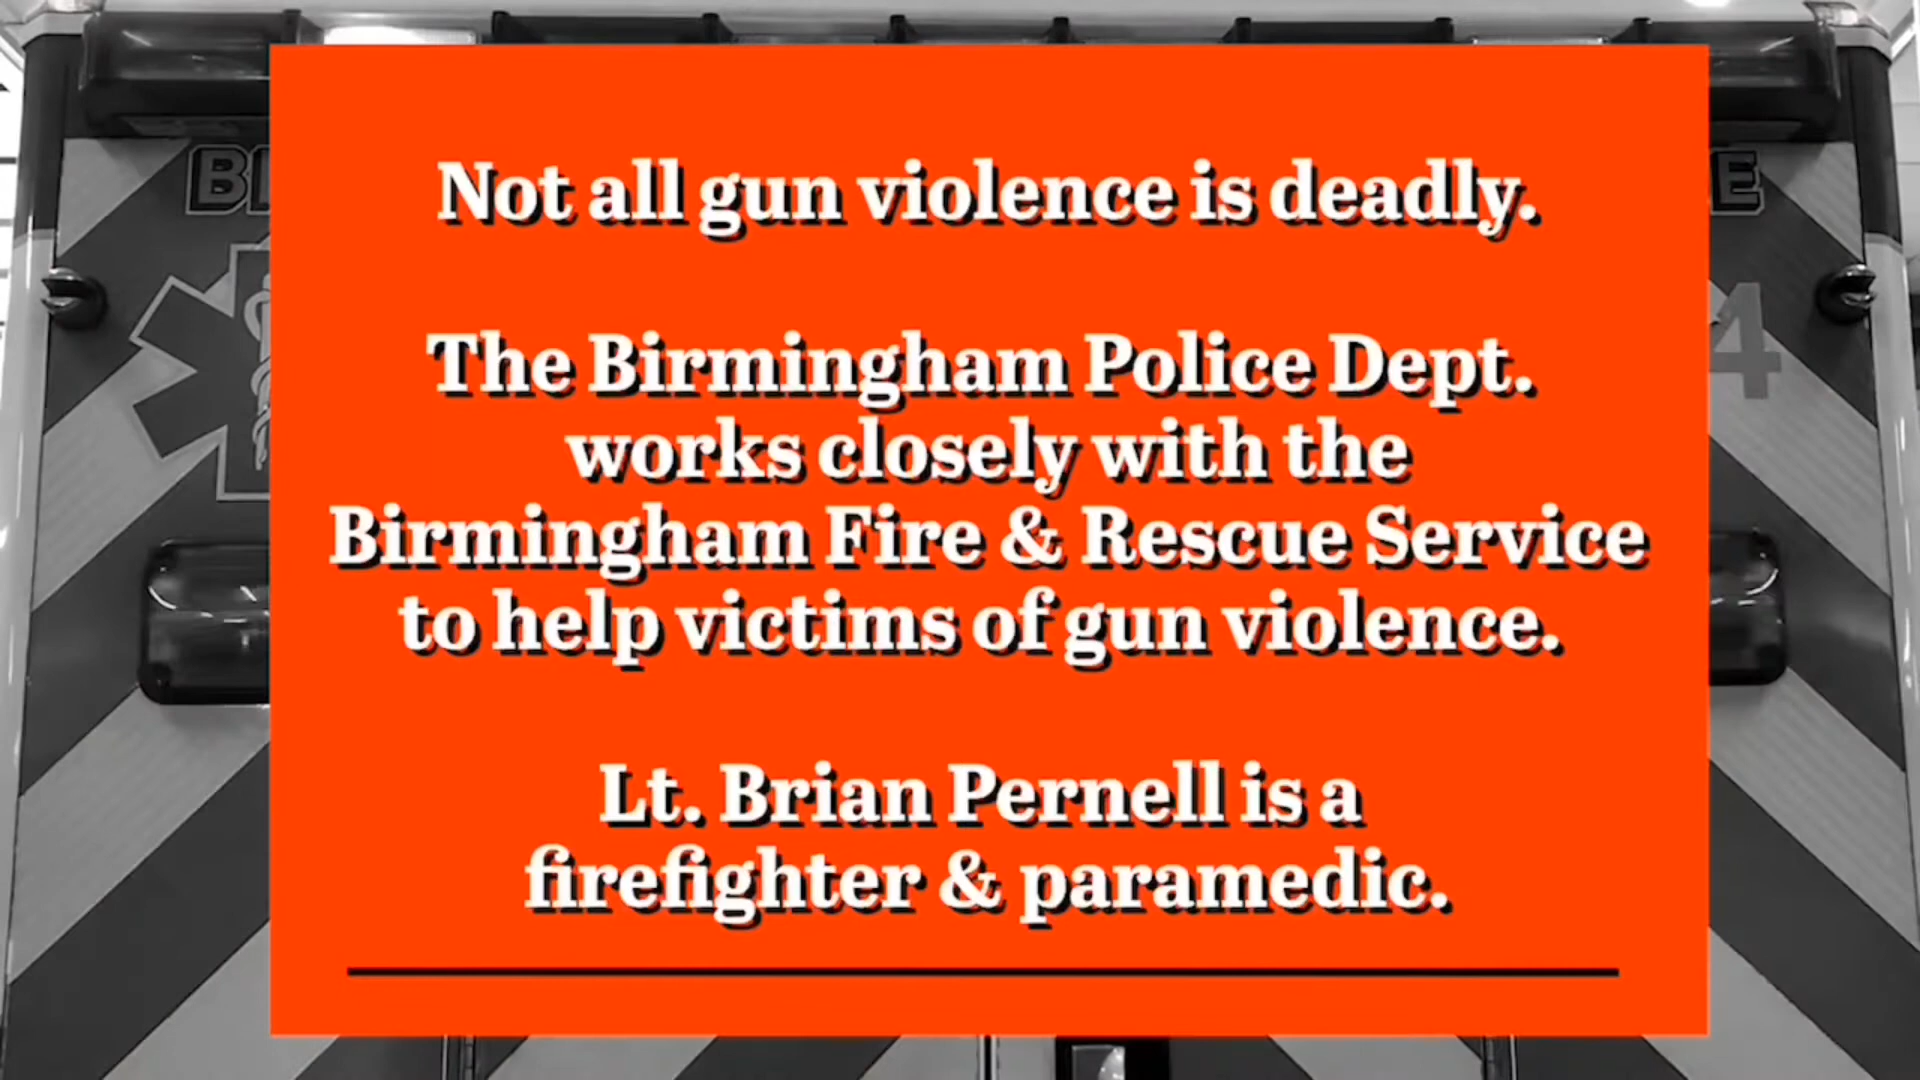 Not all gun violence is deadly.
The Birmingham Police Dept.
works closely with the
Birmingham Fire & Rescue Service
to help victims of gun violence.
Lt. Brian Pernell is a
firefighter & paramedic.
4